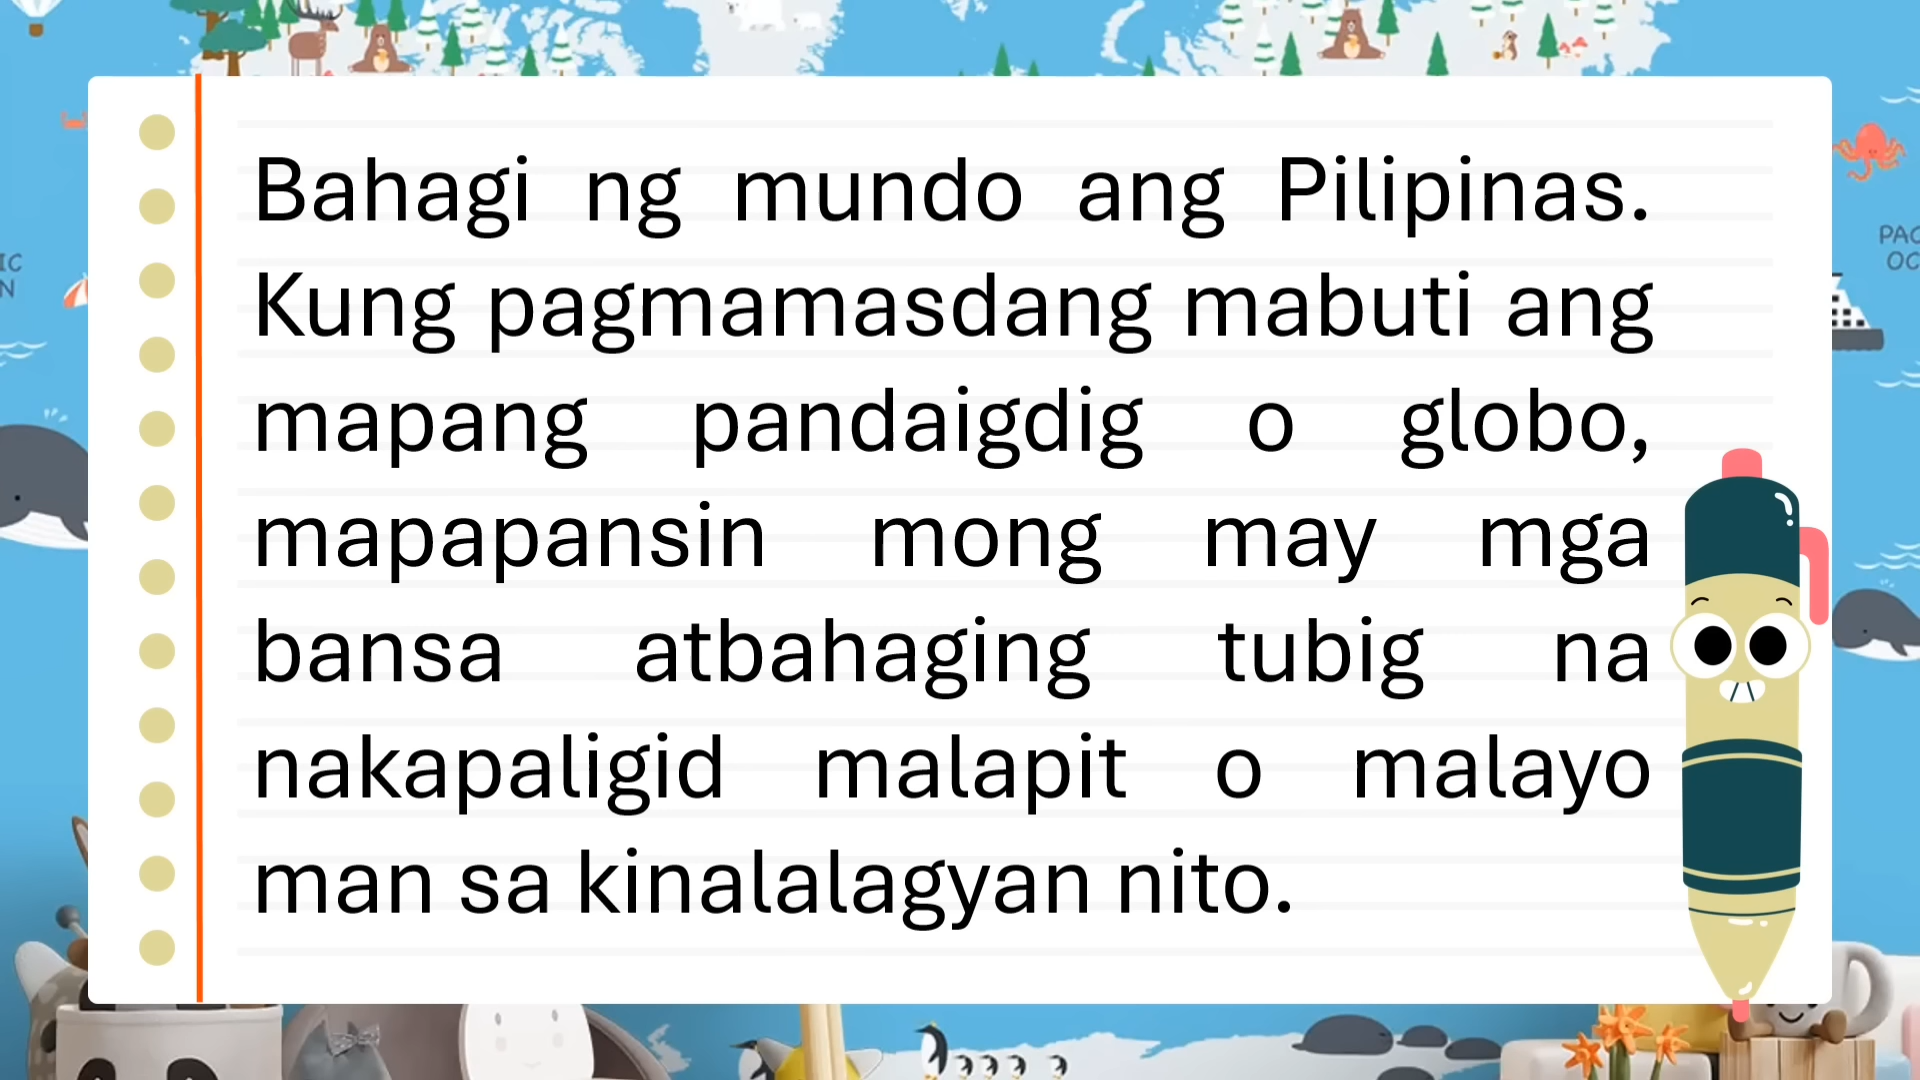 Bahagi ng mundo ang Pilipinas.
Kung pagmamasdang mabuti ang
mapang pandaigdig o globo,
mapapansin mong may mga
bansa atbahaging tubig na
nakapaligid malapit o malayo
man sa kinalalagyan nito.